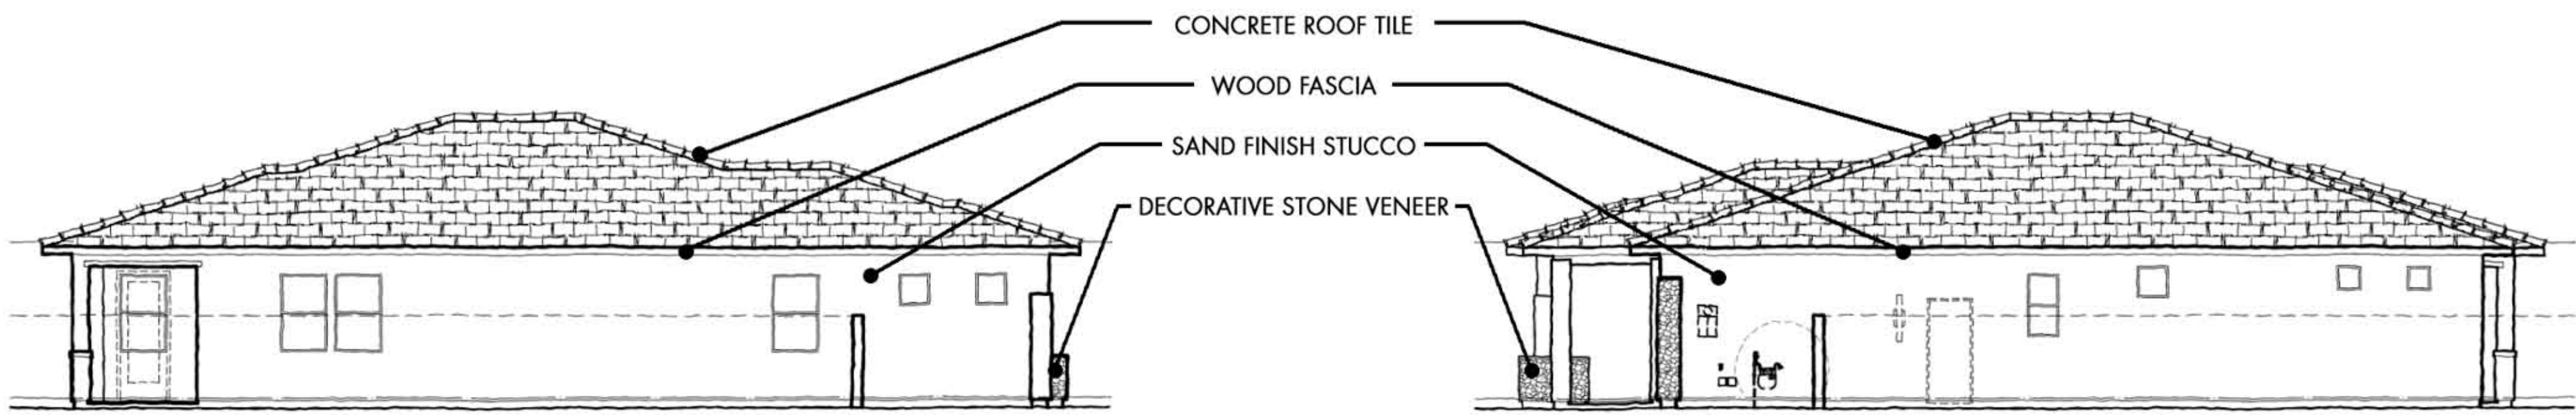 CONCRETE ROOF TILE
WOOD FASCIA
SAND FINISH STUCCO
DECORATIVE STONE VENEER